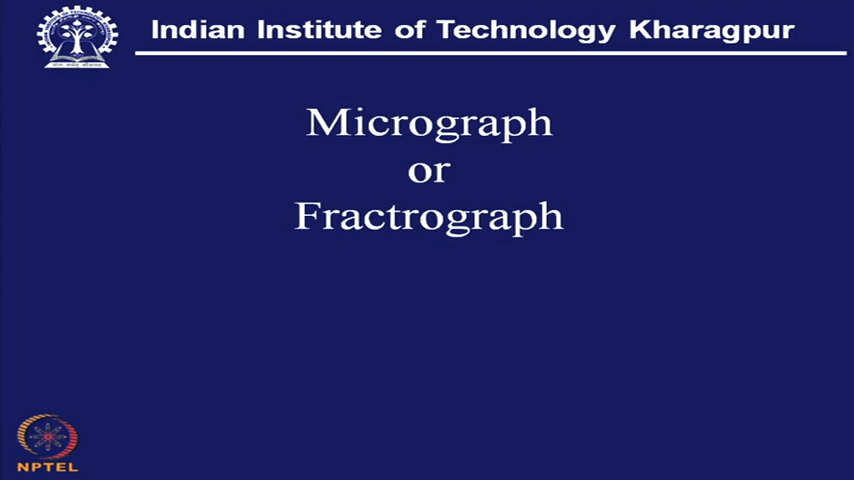 Indian Institute of Technology Kharagpur
Micrograph
or
Fractrograph
NPTEL